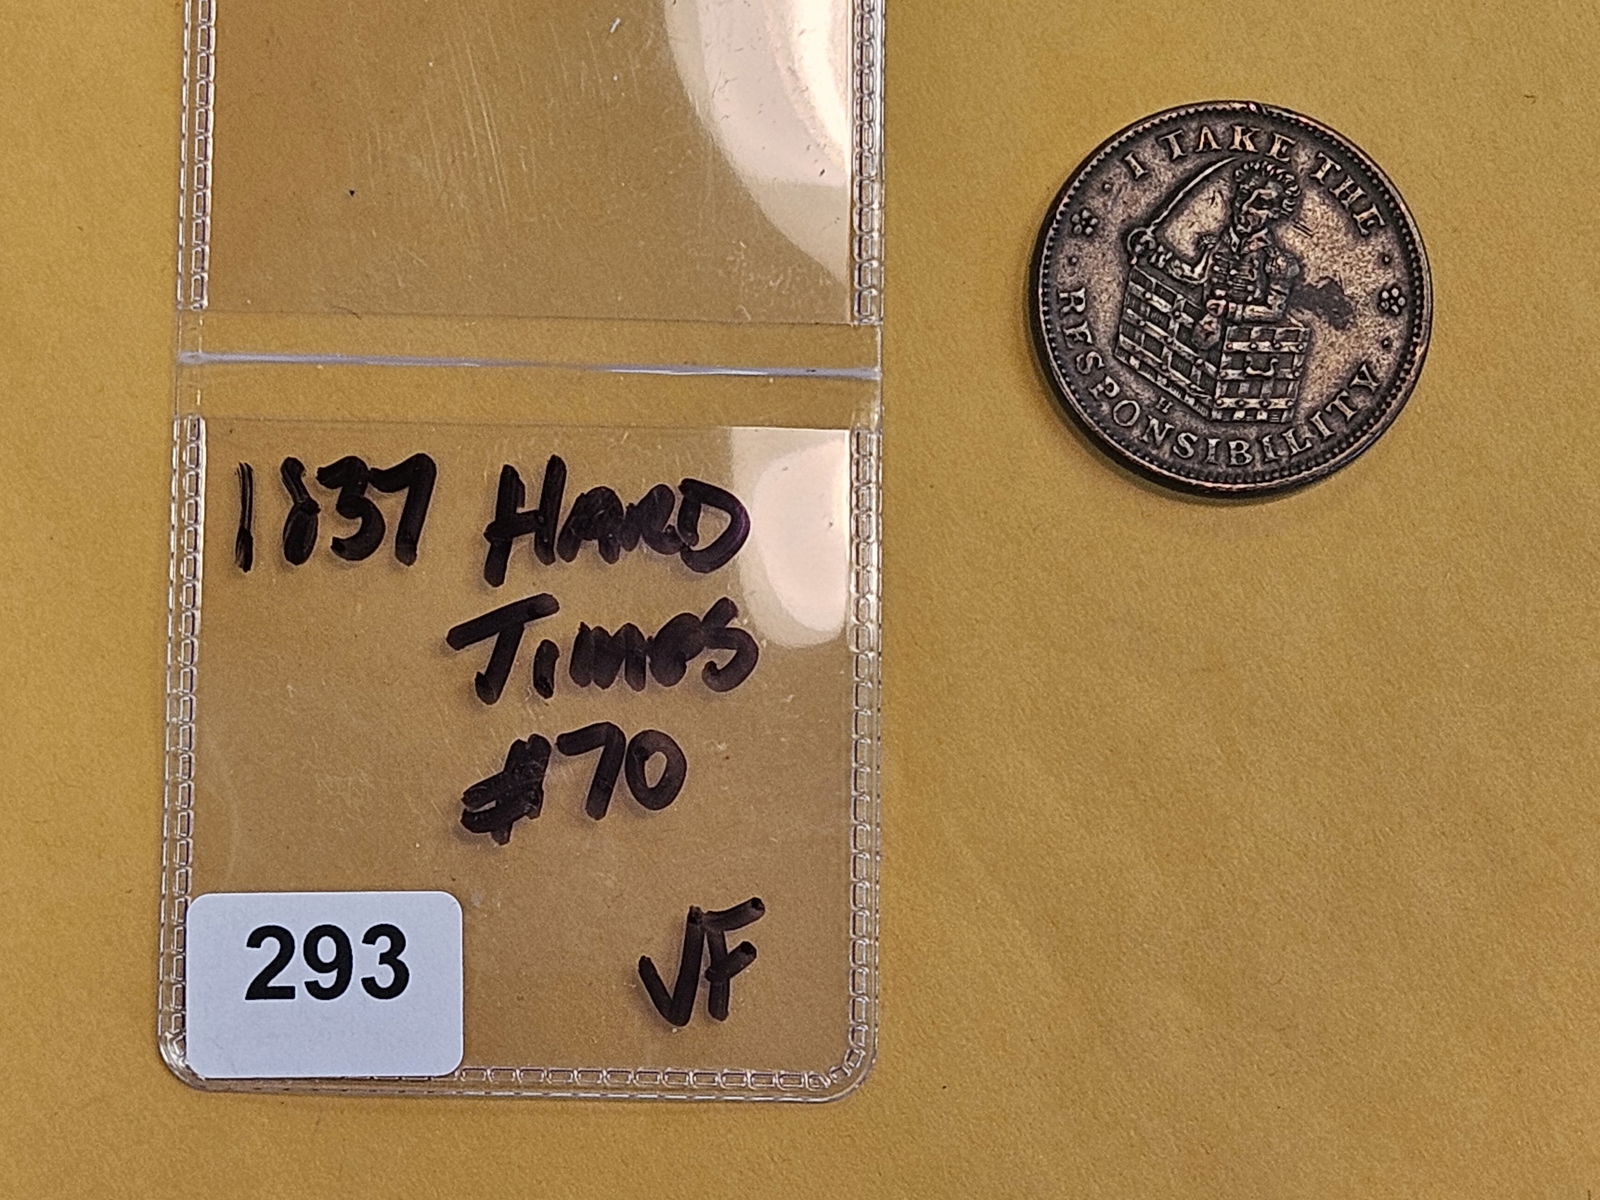 1837 HARD
TIMES
#70
VF
293
I TAKE THE
RESPONSIBILITY
H